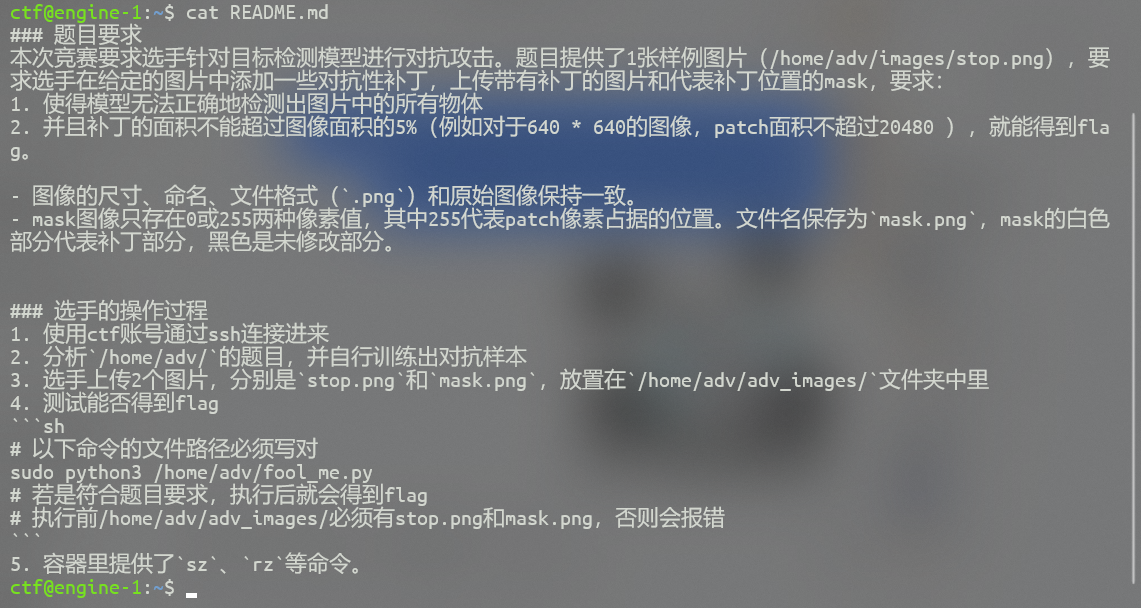 ctf@engine-1:~$ cat README.md
### 题目要求
本次竞赛要求选手针对目标检测模型进行对抗攻击。题目提供了1张样例图片（/home/adv/images/stop.png），要
求选手在给定的图片中添加一些对抗性补丁，上传带有补丁的图片和代表补丁位置的mask，要求：
1. 使得模型无法正确地检测出图片中的所有物体
2. 并且补丁的面积不能超过图像面积的5%（例如对于640 * 640的图像，patch面积不超过20480 ），就能得到fla
g。
- 图像的尺寸、命名、文件格式（`.png`）和原始图像保持一致。
- mask图像只存在0或255两种像素值，其中255代表patch像素占据的位置。文件名保存为`mask.png`，mask的白色
部分代表补丁部分，黑色是未修改部分。
### 选手的操作过程
1. 使用ctf账号通过ssh连接进来
2. 分析`/home/adv/`的题目，并自行训练出对抗样本
3. 选手上传2个图片，分别是`stop.png`和`mask.png`，放置在`/home/adv/adv_images/`文件夹中里
4. 测试能否得到flag
```sh
# 以下命令的文件路径必须写对
sudo python3 /home/adv/fool_me.py
# 若是符合题目要求，执行后就会得到flag
# 执行前/home/adv/adv_images/必须有stop.png和mask.png，否则会报错
```
5. 容器里提供了`sz`、`rz`等命令。
ctf@engine-1:~$